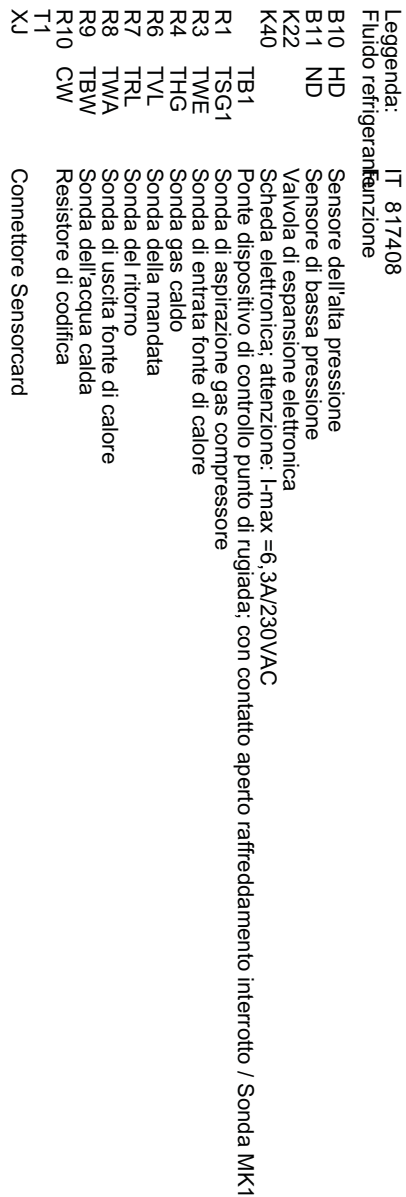 Leggenda: IT 817408
Fluido refrigerante Funzione
B10 HD Sensore dell'alta pressione
B11 ND Sensore di bassa pressione
K22 Valvola di espansione elettronica
K40 Scheda elettronica; attenzione: I-max =6,3A/230VAC
TB1 Ponte dispositivo di controllo punto di rugiada; con contatto aperto raffreddamento interrotto / Sonda MK1
R1 TSG1 Sonda di aspirazione gas compressore
R3 TWE Sonda di entrata fonte di calore
R4 THG Sonda gas caldo
R6 TVL Sonda della mandata
R7 TRL Sonda del ritorno
R8 TWA Sonda di uscita fonte di calore
R9 TBW Sonda dell'acqua calda
R10 CW Resistore di codifica
T1
XJ Connettore Sensorcard